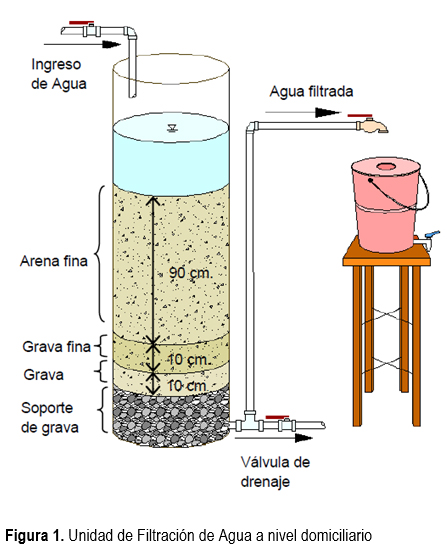 Ingreso
de Agua
Agua filtrada
Arena fina
90 cm.
Grava fina
10 cm.
Grava
10 cm
Soporte
de grava
Válvula de
drenaje
Figura 1. Unidad de Filtración de Agua a nivel domiciliario